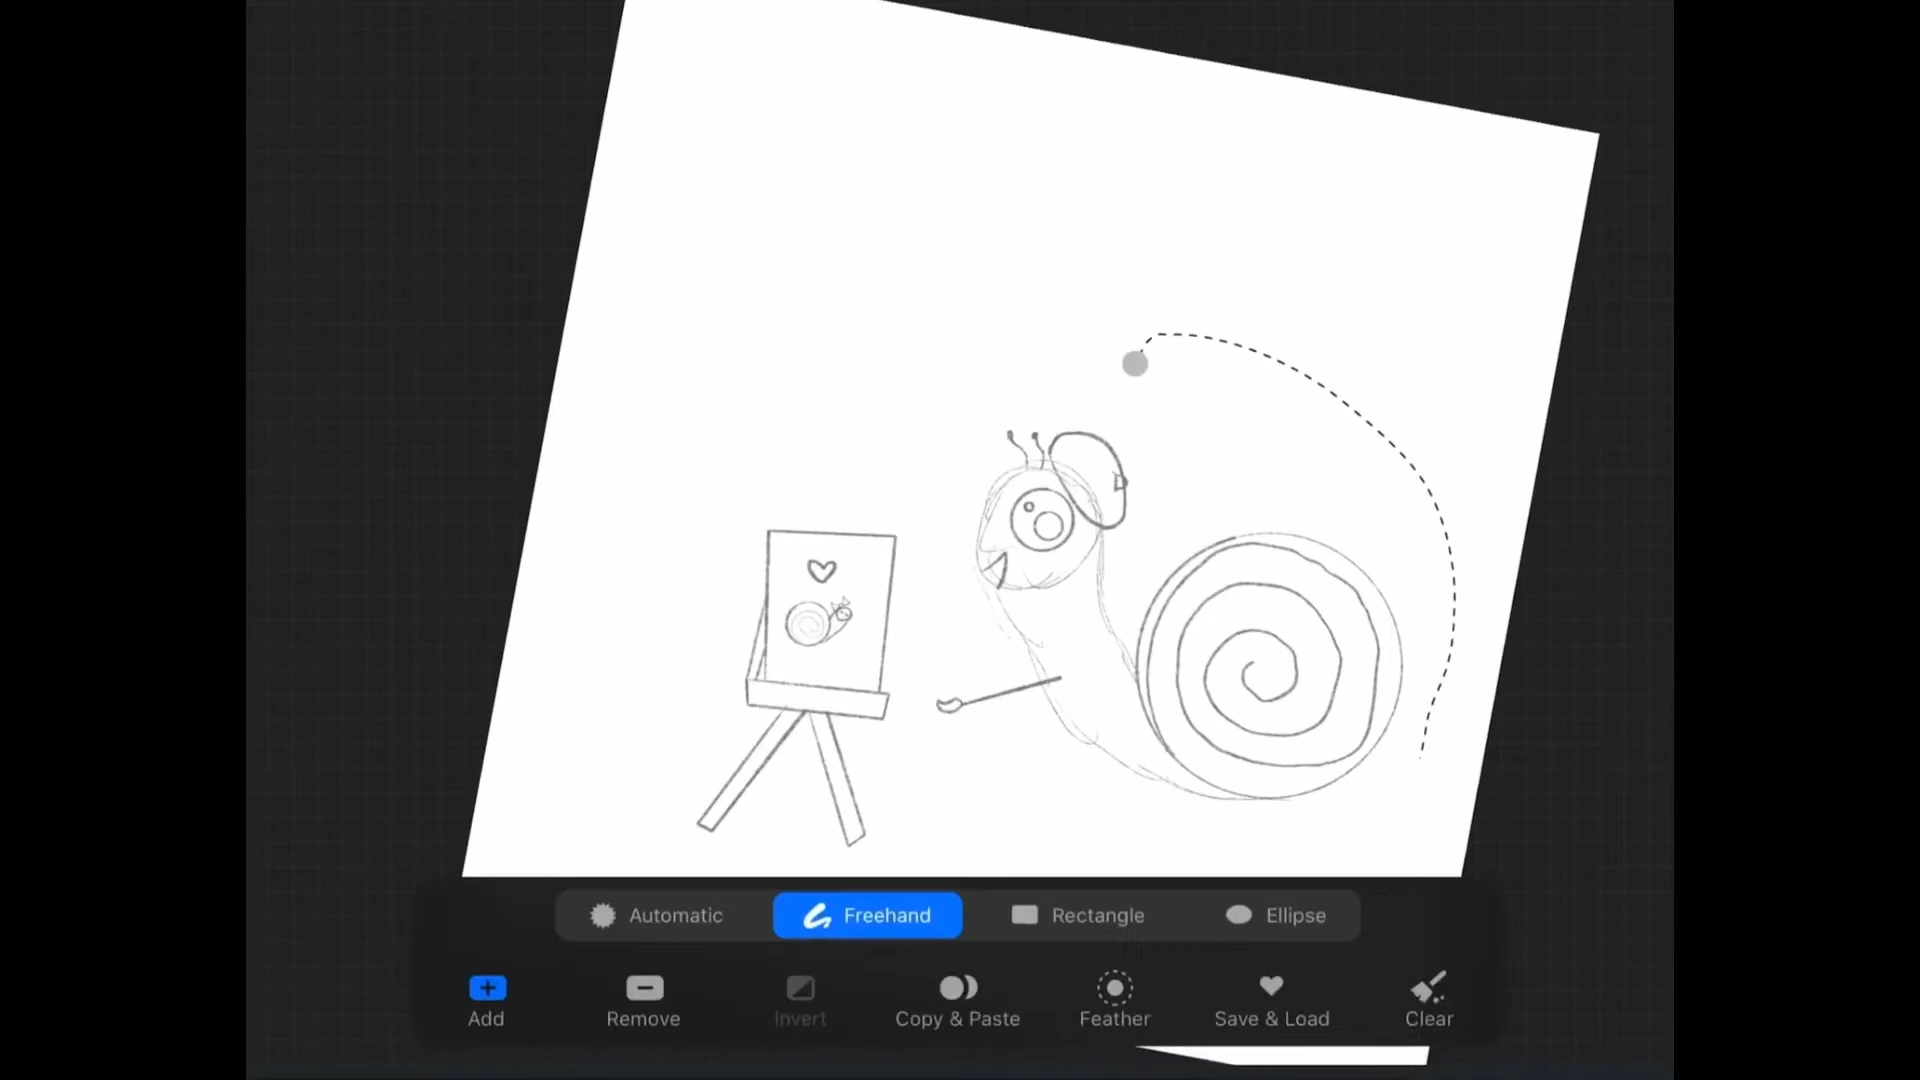 Automatic Freehand Rectangle Ellipse
Add Remove Invert Copy & Paste Feather Save & Load Clear